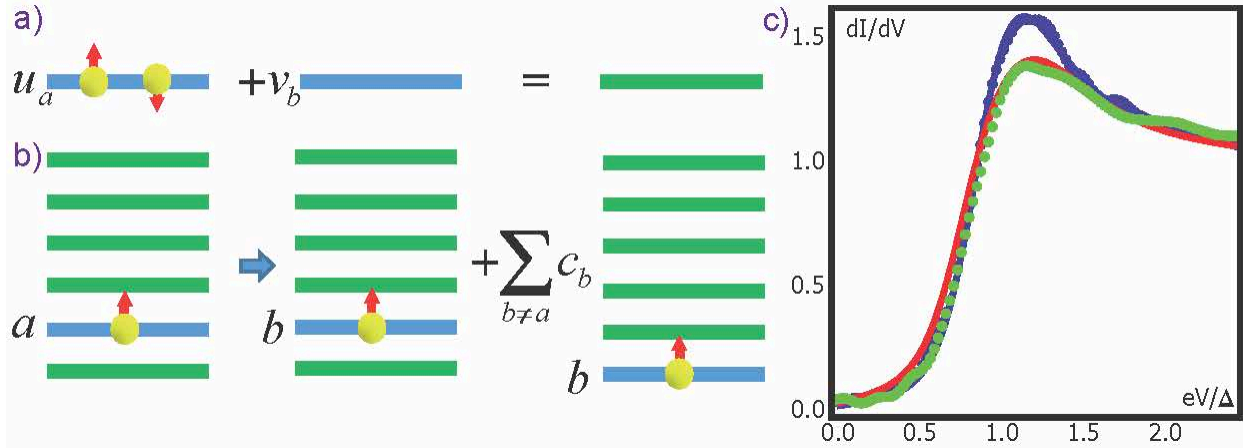 a)
u_a + v_b =
b)
a b + ∑_{b≠a} c_b b
c)
dI/dV
1.5
1.0
0.5
0.0
eV/Δ
0.0 0.5 1.0 1.5 2.0